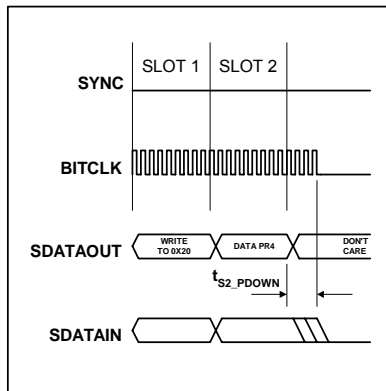 SLOT 1 SLOT 2
SYNC
BITCLK
SDATAOUT
WRITE
TO 0X20
DATA PR4
DON'T
CARE
tS2_PDOWN
SDATAIN